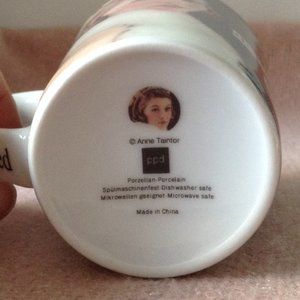 © Anne Taintor
ppd
Porzellan Porcelain
Spülmaschinenfest Dishwasher safe
Mikrowellen geeignet Microwave safe
Made in China